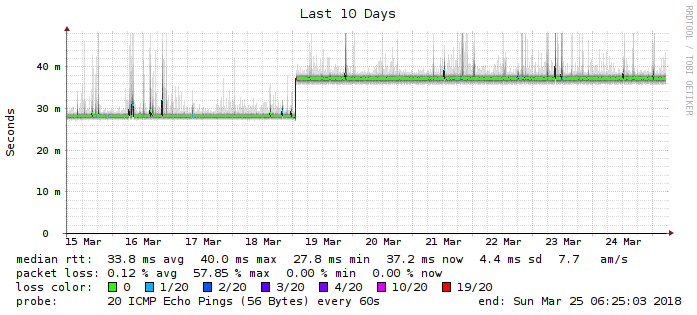 Last 10 Days
RRDTOOL / TOBI OETIKER
Seconds
40 m
30 m
20 m
10 m
0
15 Mar 16 Mar 17 Mar 18 Mar 19 Mar 20 Mar 21 Mar 22 Mar 23 Mar 24 Mar
median rtt: 33.8 ms avg 40.0 ms max 27.8 ms min 37.2 ms now 4.4 ms sd 7.7 am/s
packet loss: 0.12 % avg 57.85 % max 0.00 % min 0.00 % now
loss color: 0 1/20 2/20 3/20 4/20 10/20 19/20
probe: 20 ICMP Echo Pings (56 Bytes) every 60s end: Sun Mar 25 06:25:03 2018